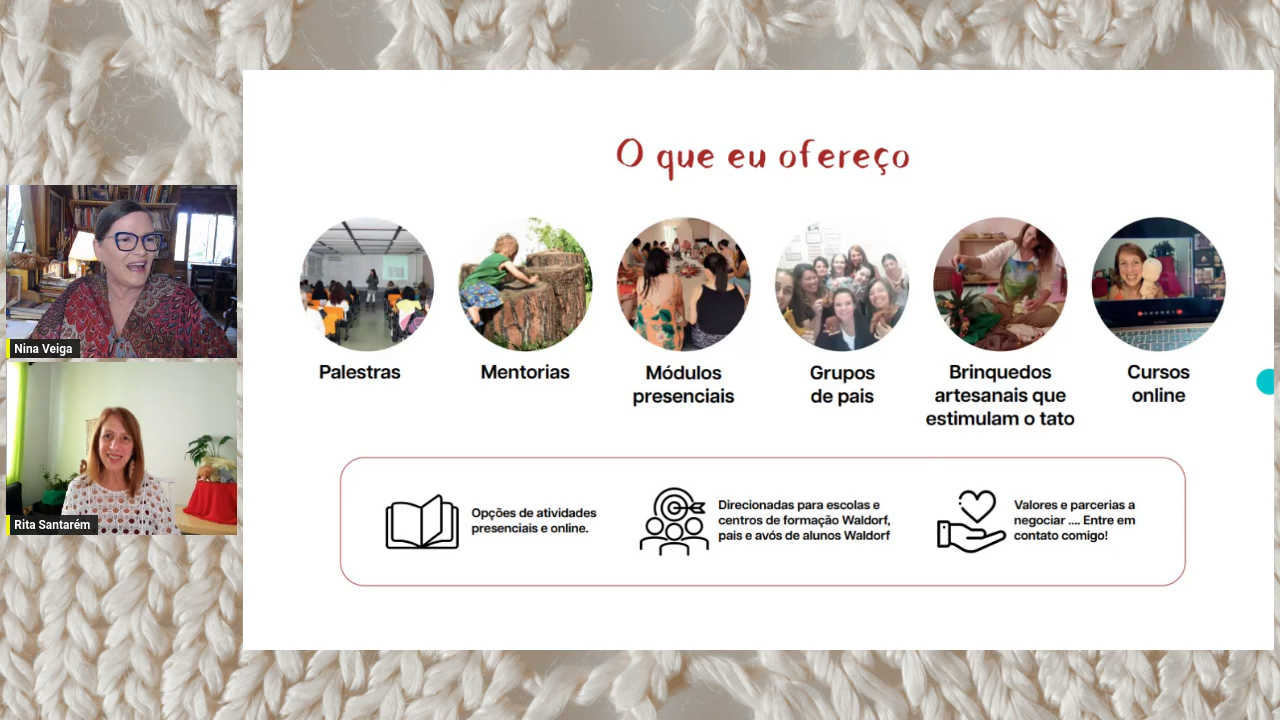 O que eu ofereço
Palestras
Mentorias
Módulos
presenciais
Grupos
de pais
Brinquedos
artesanais que
estimulam o tato
Cursos
online
Nina Veiga
Rita Santarém
Opções de atividades
presenciais e online.
Direcionadas para escolas e
centros de formação Waldorf,
pais e avós de alunos Waldorf
Valores e parcerias a
negociar .... Entre em
contato comigo!